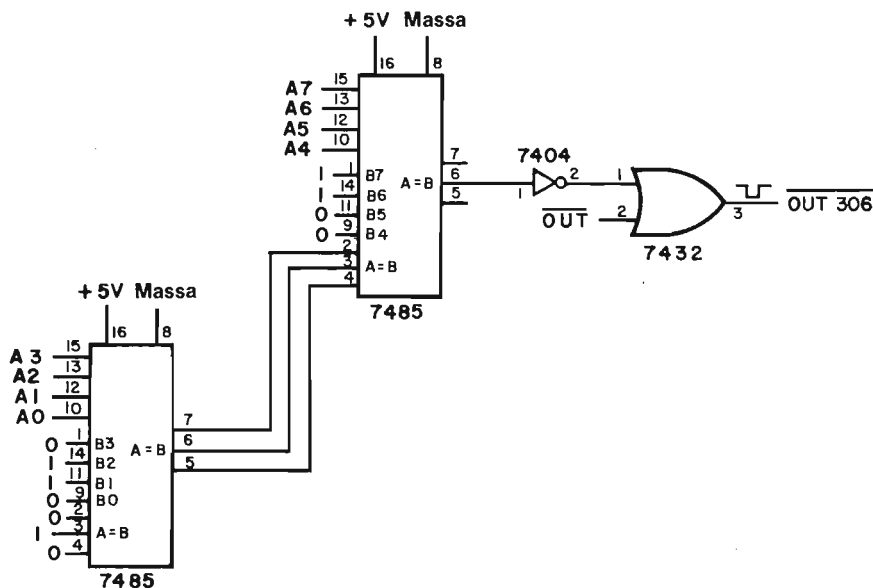 + 5V Massa
16 8
A7 15
A6 13
A5 12
A4 10
1 1 B7
1 14 B6
0 11 B5
0 9 B4
2
3 A = B
4
7
A = B 6
5
7485
7404
1 2
1
OUT 2
3
OUT 306
7432
+ 5V Massa
16 8
A3 15
A2 13
A1 12
A0 10
0 1 B3
1 14 B2
1 11 B1
0 9 B0
0 2
1 3 A = B
0 4
7
A = B 6
5
7485